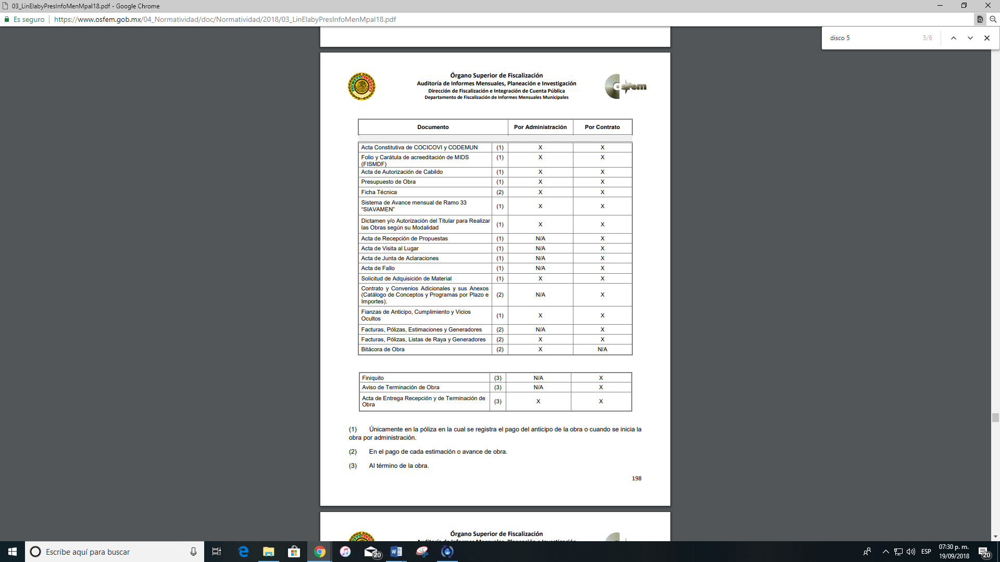 03_LinElabyPresInfoMenMpal18.pdf - Google Chrome
Es seguro https://www.osfem.gob.mx/04_Normatividad/doc/Normatividad/2018/03_LinElabyPresInfoMenMpal18.pdf
disco 5 5/6
Órgano Superior de Fiscalización
Auditoría de Informes Mensuales, Planeación e Investigación
Dirección de Fiscalización e Integración de Cuenta Pública
Departamento de Fiscalización de Informes Mensuales Municipales
osfem
Documento Por Administración Por Contrato
Acta Constitutiva de COCICOVI y CODEMUN (1) X X
Folio y Carátula de acreeditación de MIDS (1) X X
(FISMDF)
Acta de Autorización de Cabildo (1) X X
Presupuesto de Obra (1) X X
Ficha Técnica (2) X X
Sistema de Avance mensual de Ramo 33
“SIAVAMEN” (1) X X
Dictamen y/o Autorización del Titular para Realizar
las Obras según su Modalidad (1) X X
Acta de Recepción de Propuestas (1) N/A X
Acta de Visita al Lugar (1) N/A X
Acta de Junta de Aclaraciones (1) N/A X
Acta de Fallo (1) N/A X
Solicitud de Adquisición de Material (1) X X
Contrato y Convenios Adicionales y sus Anexos
(Catálogo de Conceptos y Programas por Plazo e (2) N/A X
Importes).
Fianzas de Anticipo, Cumplimiento y Vicios
Ocultos (1) X X
Facturas, Pólizas, Estimaciones y Generadores (2) N/A X
Facturas, Pólizas, Listas de Raya y Generadores (2) X X
Bitácora de Obra (2) X N/A
Finiquito (3) N/A X
Aviso de Terminación de Obra (3) N/A X
Acta de Entrega Recepción y de Terminación de
Obra (3) X X
(1) Únicamente en la póliza en la cual se registra el pago del anticipo de la obra o cuando se inicia la
obra por administración.
(2) En el pago de cada estimación o avance de obra.
(3) Al término de la obra.
198
Órgano Superior de Fiscalización
Auditoría de Informes Mensuales, Planeación e Investigación
Escribe aquí para buscar
20
ESP
07:30 p. m.
19/09/2018
20